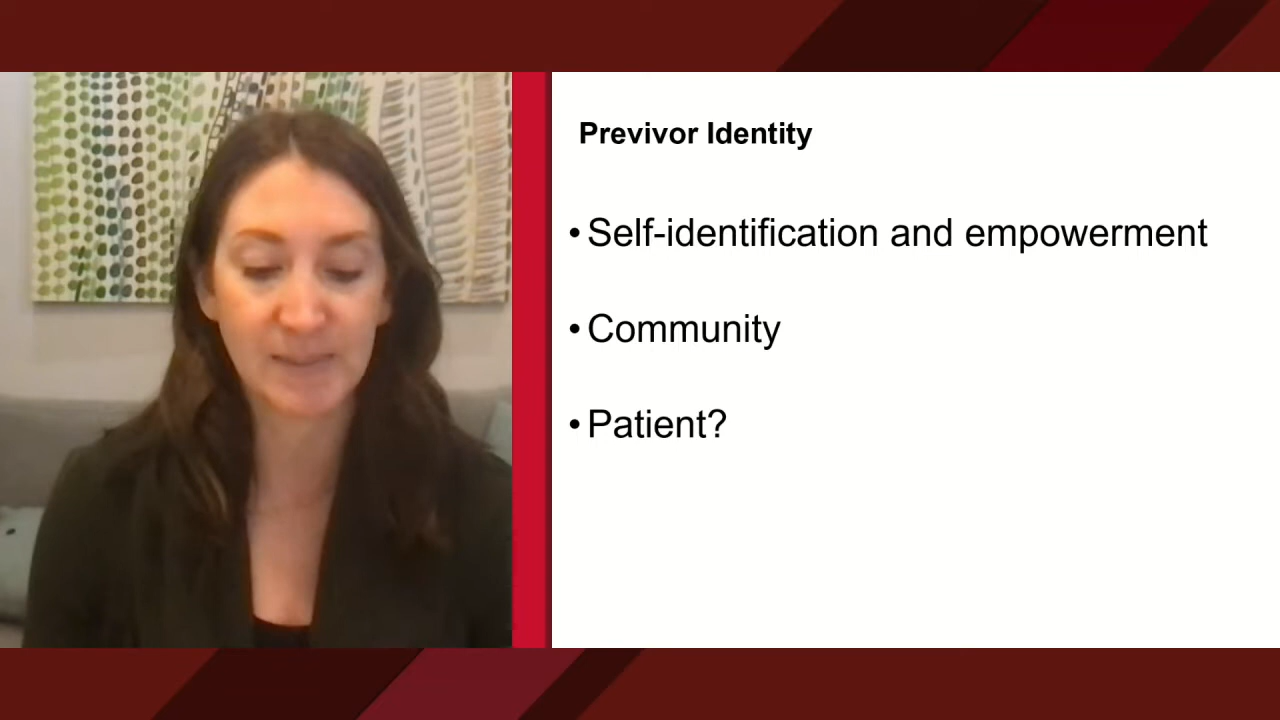 Previvor Identity
• Self-identification and empowerment
• Community
• Patient?